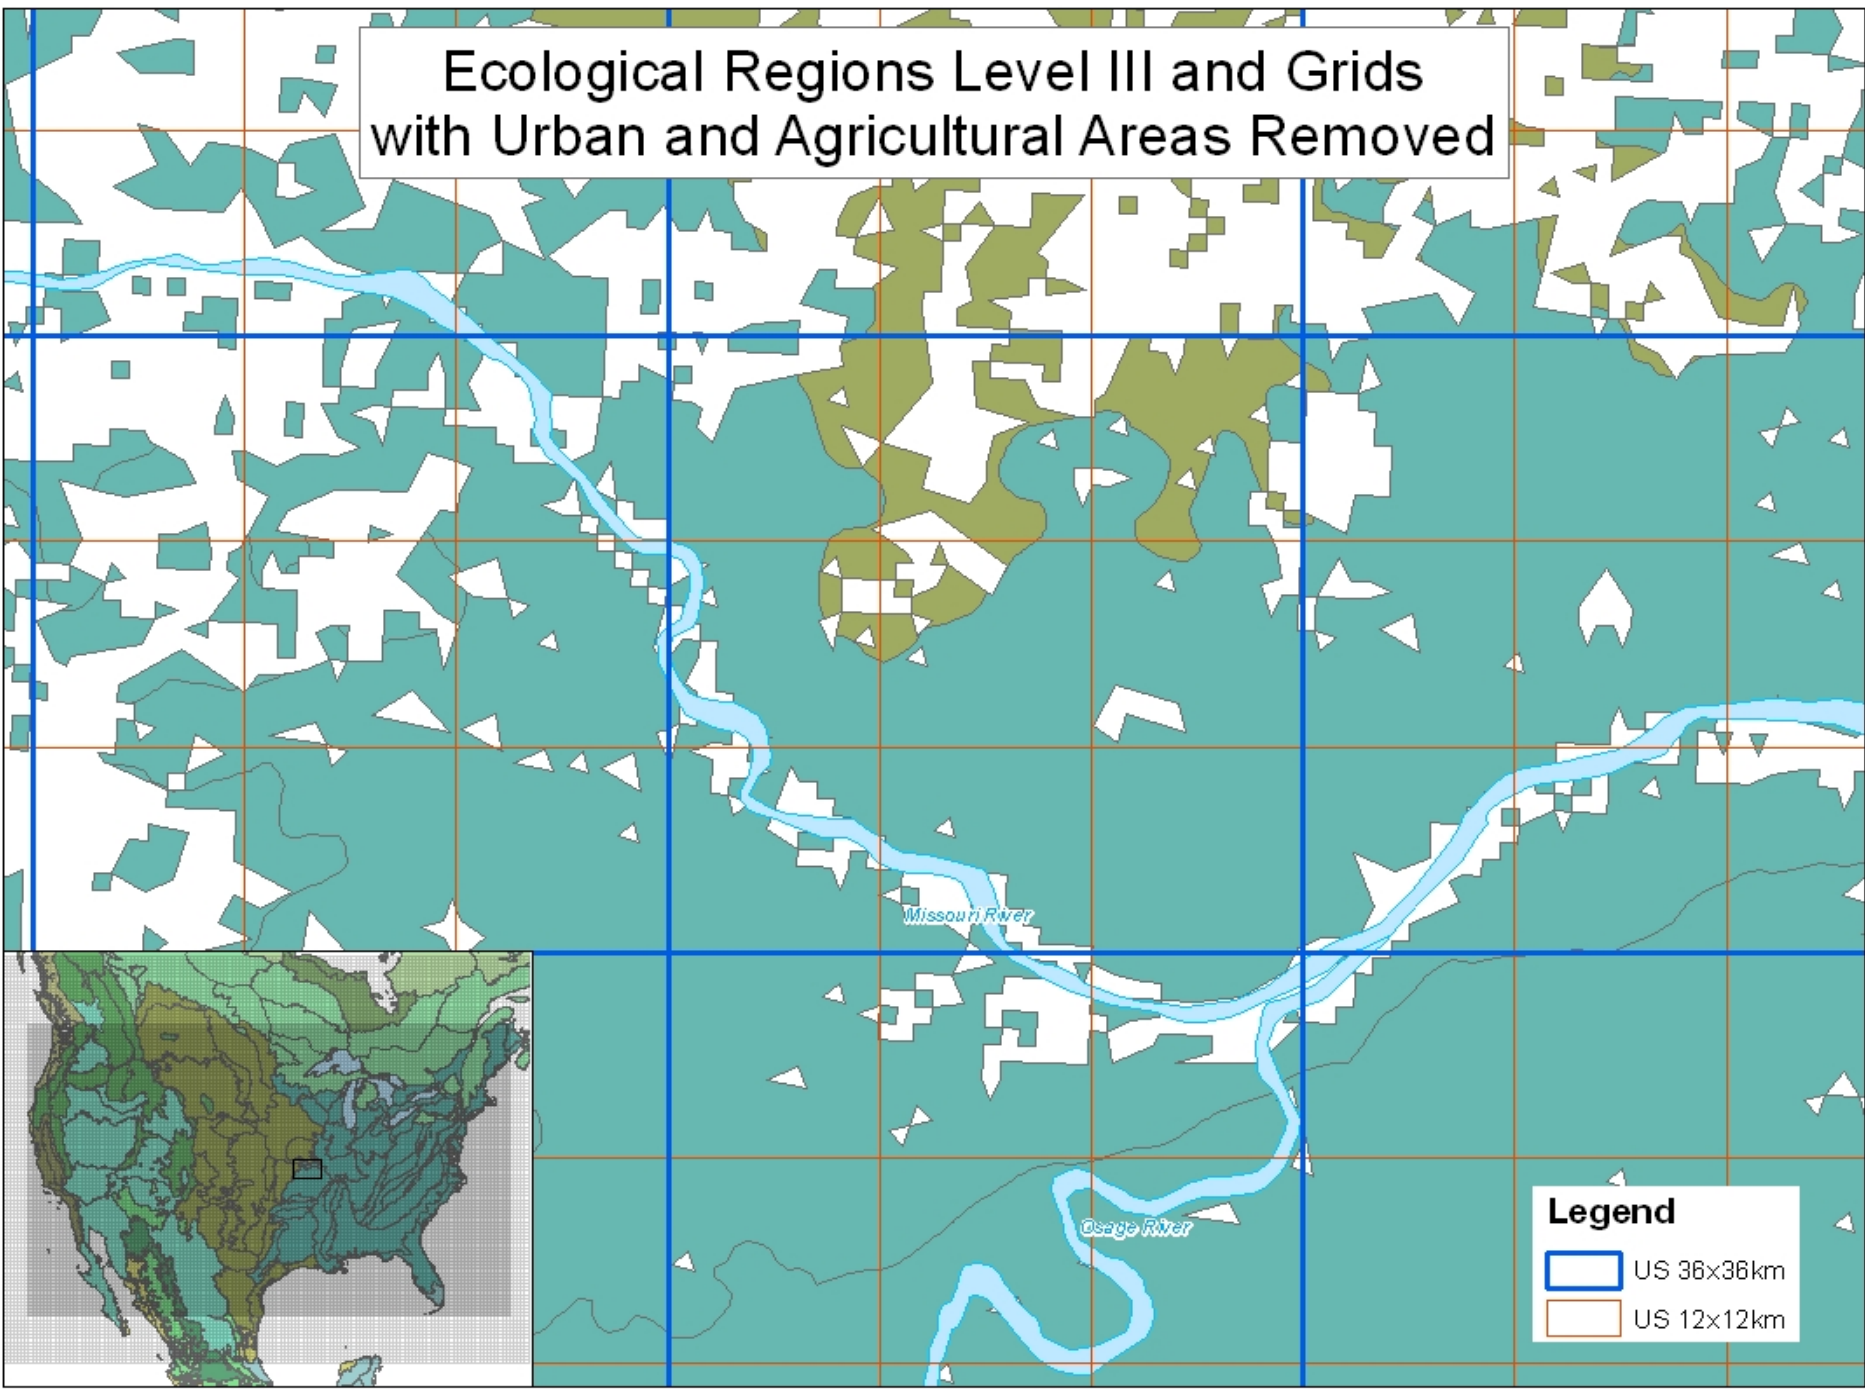 Ecological Regions Level III and Grids
with Urban and Agricultural Areas Removed
Missouri River
Osage River
Legend
US 36x36km
US 12x12km